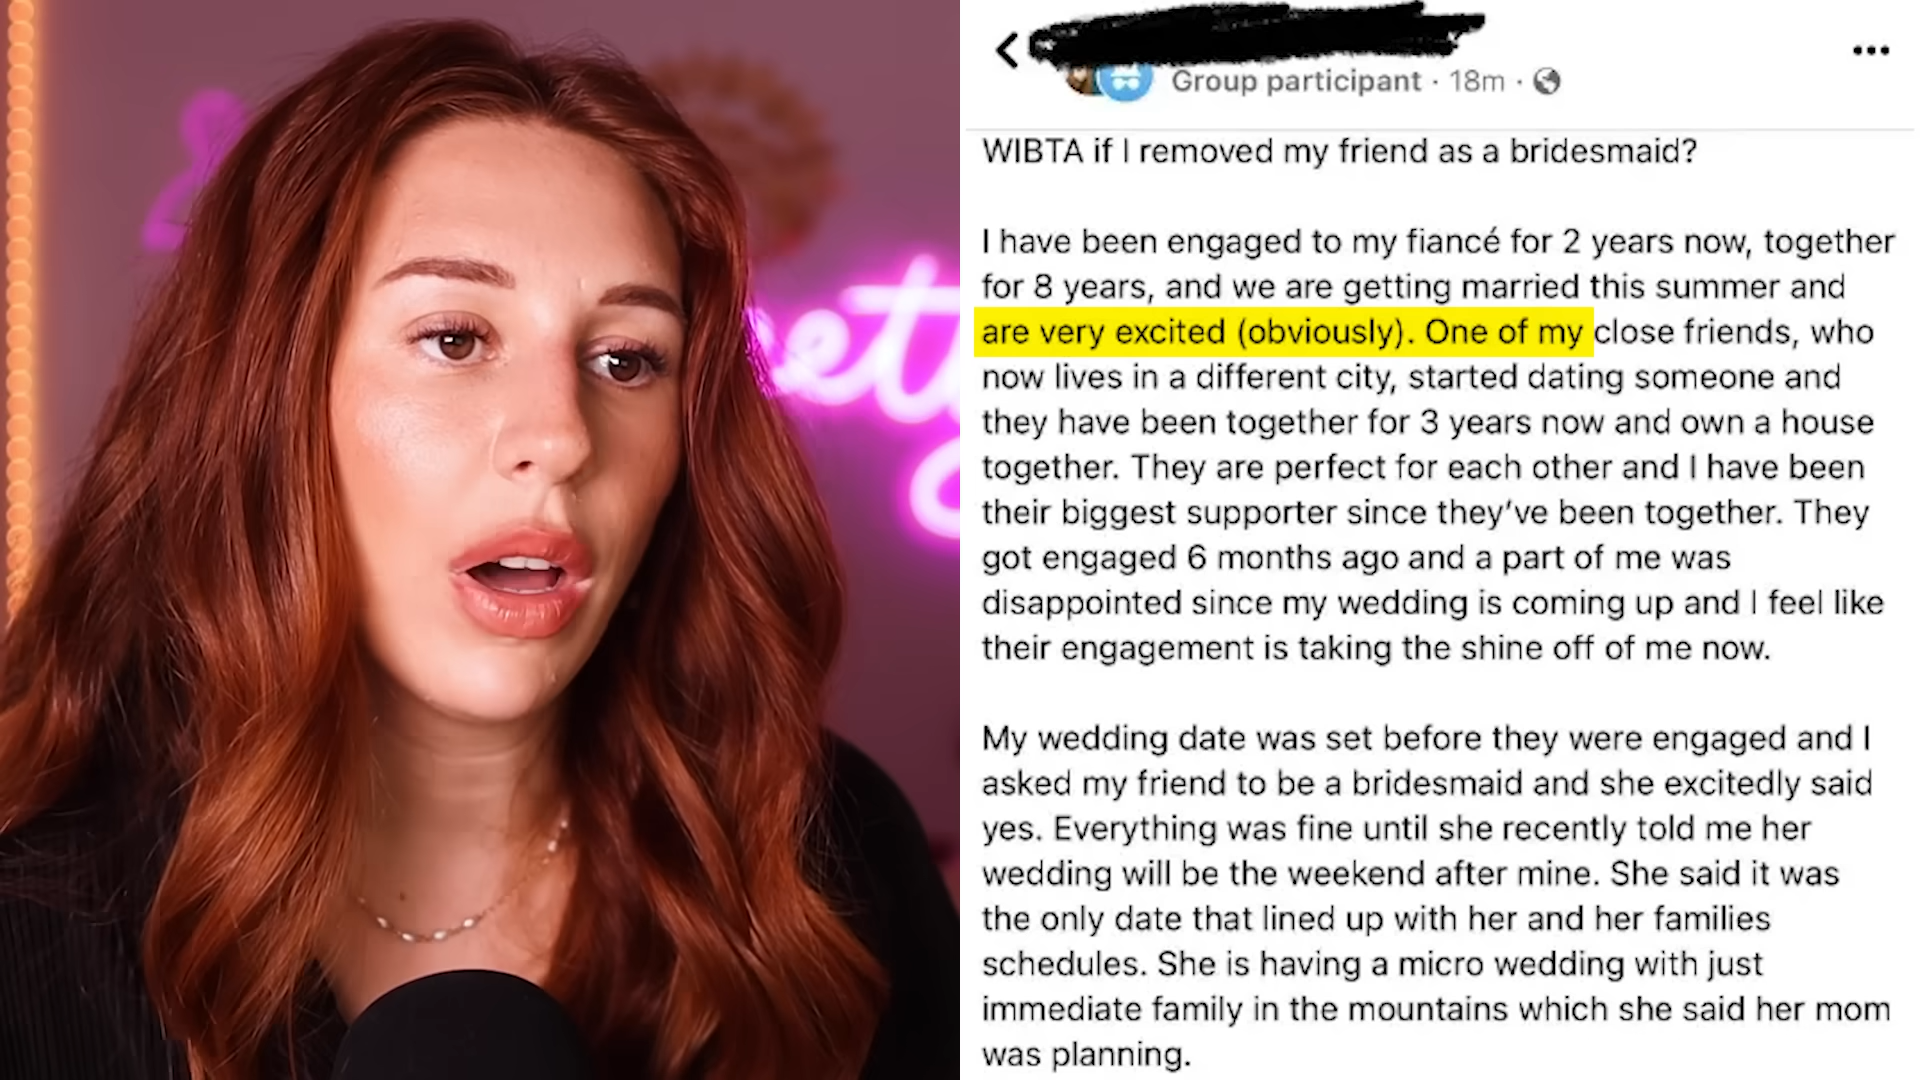 ett
Group participant · 18m ·
WIBTA if I removed my friend as a bridesmaid?
I have been engaged to my fiancé for 2 years now, together
for 8 years, and we are getting married this summer and
are very excited (obviously). One of my close friends, who
now lives in a different city, started dating someone and
they have been together for 3 years now and own a house
together. They are perfect for each other and I have been
their biggest supporter since they’ve been together. They
got engaged 6 months ago and a part of me was
disappointed since my wedding is coming up and I feel like
their engagement is taking the shine off of me now.
My wedding date was set before they were engaged and I
asked my friend to be a bridesmaid and she excitedly said
yes. Everything was fine until she recently told me her
wedding will be the weekend after mine. She said it was
the only date that lined up with her and her families
schedules. She is having a micro wedding with just
immediate family in the mountains which she said her mom
was planning.